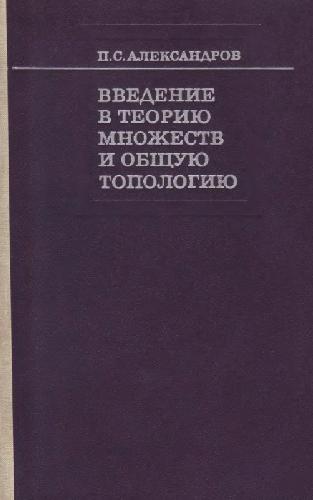 П.С.АЛЕКСАНДРОВ
ВВЕДЕНИЕ
В ТЕОРИЮ
МНОЖЕСТВ
И ОБЩУЮ
ТОПОЛОГИЮ